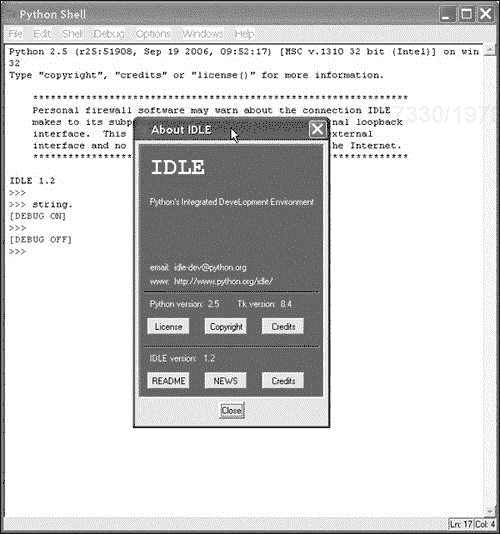 Python Shell
File Edit Shell Debug Options Windows Help
Python 2.5 (r25:51908, Sep 19 2006, 09:52:17) [MSC v.1310 32 bit (Intel)] on win
32
Type "copyright", "credits" or "license()" for more information.
****************************************************************
Personal firewall software may warn about the connection IDLE
makes to its subp nal loopback
interface. This xternal
interface and no he Internet.
****************************************************************
IDLE 1.2
>>>
>>> string.
[DEBUG ON]
>>>
[DEBUG OFF]
>>>
About IDLE
IDLE
Python's Integrated DeveLopment Environment
email: idle-dev@python.org
www: http://www.python.org/idle/
Python version: 2.5 Tk version: 8.4
License Copyright Credits
IDLE version: 1.2
README NEWS Credits
Close
Ln: 17 Col: 4